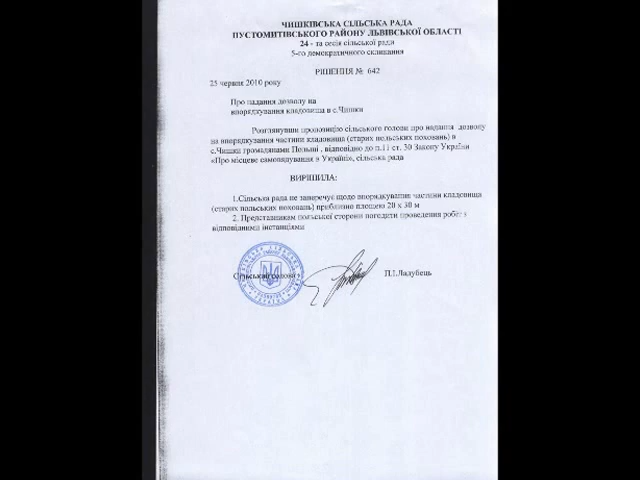 ЧИШКІВСЬКА СІЛЬСЬКА РАДА
ПУСТОМИТІВСЬКОГО РАЙОНУ ЛЬВІВСЬКОЇ ОБЛАСТІ
24 - та сесія сільської ради
5-го демократичного скликання
РІШЕННЯ № 642
25 червня 2010 року
Про надання дозволу на
впорядкування кладовища в с.Чишки
Розглянувши пропозицію сільського голови про надання дозволу
на впорядкування частини кладовища (старих польських поховань) в
с.Чишки громадянами Польщі , відповідно до п.11 ст. 30 Закону України
«Про місцеве самоврядування в Україні», сільська рада
ВИРІШИЛА:
1.Сільська рада не заперечує щодо впорядкування частини кладовища
(старих польських поховань) приблизно площею 20 х 30 м
2. Представникам польської сторони погодити проведення робіт з
відповідними інстанціями
Сільський голова
П.І.Ладубець